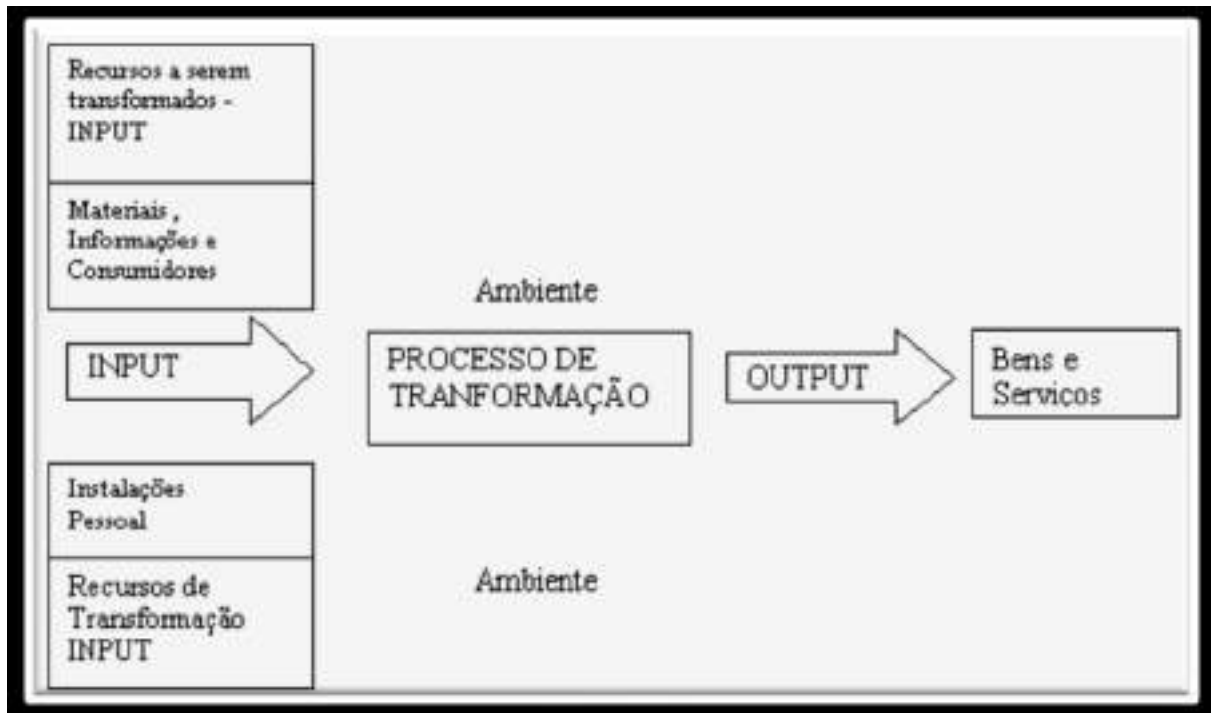 Recursos a serem
transformados -
INPUT
Materiais ,
Informações e
Consumidores
Ambiente
INPUT
PROCESSO DE
TRANFORMAÇÃO
OUTPUT
Bens e
Serviços
Instalações
Pessoal
Ambiente
Recursos de
Transformação
INPUT